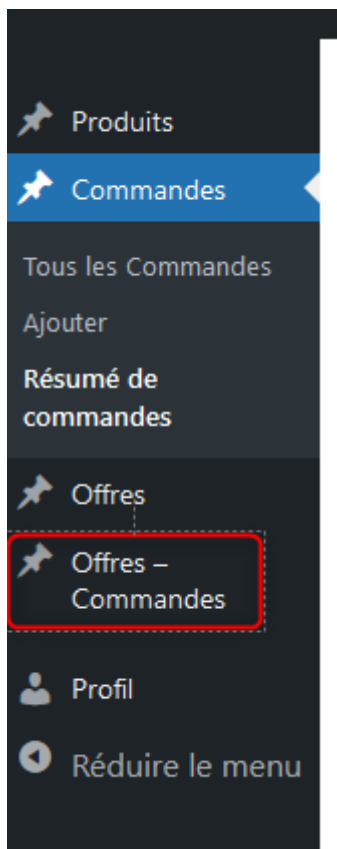 Produits
Commandes
Tous les Commandes
Ajouter
Résumé de
commandes
Offres
Offres –
Commandes
Profil
Réduire le menu